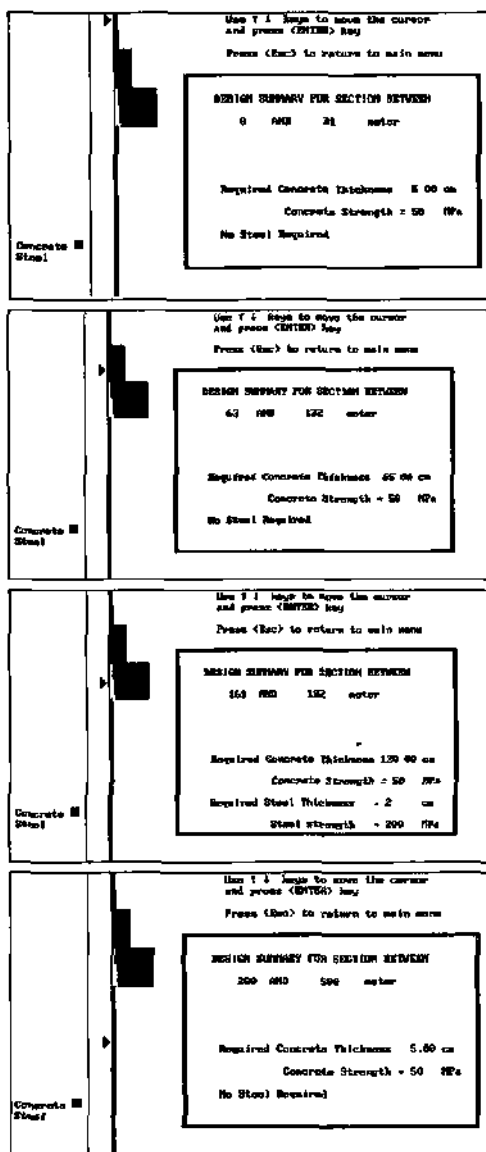 Use ↑ ↓ keys to move the cursor
and press <ENTER> key
Press <Esc> to return to main menu
DESIGN SUMMARY FOR SECTION BETWEEN
0 AND meter
Required Concrete Thickness 5.00 cm
Concrete Strength = 50 MPa
No Steel Required
Concrete ■
Steel
Use ↑ ↓ keys to move the cursor
and press <ENTER> key
Press <Esc> to return to main menu
DESIGN SUMMARY FOR SECTION BETWEEN
63 AND 132 meter
Required Concrete Thickness 65.00 cm
Concrete Strength = 50 MPa
No Steel Required
Concrete ■
Steel
Use ↑ ↓ keys to move the cursor
and press <ENTER> key
Press <Esc> to return to main menu
DESIGN SUMMARY FOR SECTION BETWEEN
AND meter
Required Concrete Thickness cm
Concrete Strength = 50 MPa
Required Steel Thickness = 2 cm
Steel strength = 200 MPa
Concrete ■
Steel
Use ↑ ↓ keys to move the cursor
and press <ENTER> key
Press <Esc> to return to main menu
DESIGN SUMMARY FOR SECTION BETWEEN
200 AND 500 meter
Required Concrete Thickness 5.00 cm
Concrete Strength = 50 MPa
No Steel Required
Concrete ■
Steel